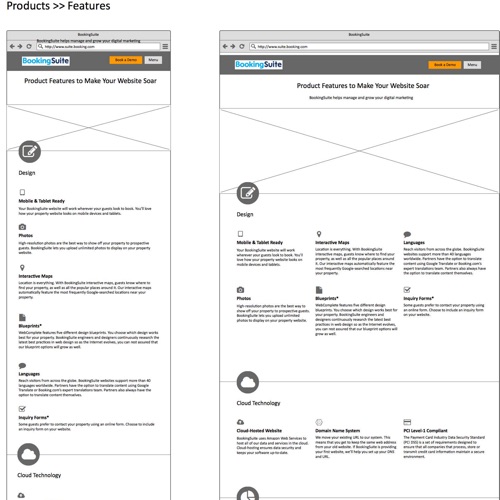 Products >> Features
BookingSuite
BookingSuite helps manage and grow your digital marketing
http://www.suite.booking.com
BookingSuite
Book a Demo
Menu
Product Features to Make Your Website Soar
Design
Mobile & Tablet Ready
Your BookingSuite website will work wherever your guests look to book. You'll love
how your property website looks on mobile devices and tablets.
Photos
High resolution photos are the best way to show off your property to prospective
guests. BookingSuite lets you upload unlimited photos to display on your property
website.
Interactive Maps
Location is everything. With BookingSuite interactive maps, guests know where to
find your property, as well as all the popular places around it. Our interactive maps
automatically feature the most frequently Google-searched locations near your
property.
Blueprints*
WebComplete features five different design blueprints. You choose which design works
best for your property. BookingSuite engineers and designers continuously research the
latest best practices in web design so as the Internet evolves, you can rest assured that
our blueprint options will grow as well.
Languages
Reach visitors from across the globe. BookingSuite websites support more than 40
languages worldwide. Partners have the option to translate content using Google
Translate or Booking.com's expert translations team. Partners also always have the
option to translate content themselves.
Inquiry Forms*
Some guests prefer to contact your property using an online form. Choose to include
an inquiry form on your website.
Cloud Technology
BookingSuite
http://www.suite.booking.com
BookingSuite
Book a Demo
Menu
Product Features to Make Your Website Soar
BookingSuite helps manage and grow your digital marketing
Design
Mobile & Tablet Ready
Your BookingSuite website will work
wherever your guests look to book. You'll
love how your property website looks on
mobile devices and tablets.
Interactive Maps
Location is everything. With BookingSuite
interactive maps, guests know where to find your
property, as well as all the popular places around
it. Our interactive maps automatically feature the
most frequently Google-searched locations near
your property.
Languages
Reach visitors from across the globe. BookingSuite
websites support more than 40 languages
worldwide. Partners have the option to translate
content using Google Translate or Booking.com's
expert translations team. Partners also always have
the option to translate content themselves.
Photos
High resolution photos are the best way to
show off your property to prospective guests.
BookingSuite lets you upload unlimited
photos to display on your property website.
Blueprints*
WebComplete features five different design
blueprints. You choose which design works best for
your property. BookingSuite engineers and
designers continuously research the latest best
practices in web design so as the Internet evolves,
you can rest assured that our blueprint options will
grow as well.
Inquiry Forms*
Some guests prefer to contact your property using
an online form. Choose to include an inquiry form
on your website.
Cloud Technology
Cloud-Hosted Website
BookingSuite uses Amazon Web Services to
host all of our data and services in the cloud.
Cloud hosting ensures data security and
keeps your software up-to-date.
Domain Name System
We move your existing URL to our system. This
means that you get to keep the same web address
from your old website. If BookingSuite is providing
your first website, we'll help you set up your DNS
and URL.
PCI Level-1 Compliant
The Payment Card Industry Data Security Standard
(PCI DSS) is a set of requirements designed to
ensure that all companies that process, store or
transmit credit card information maintain a secure
environment.